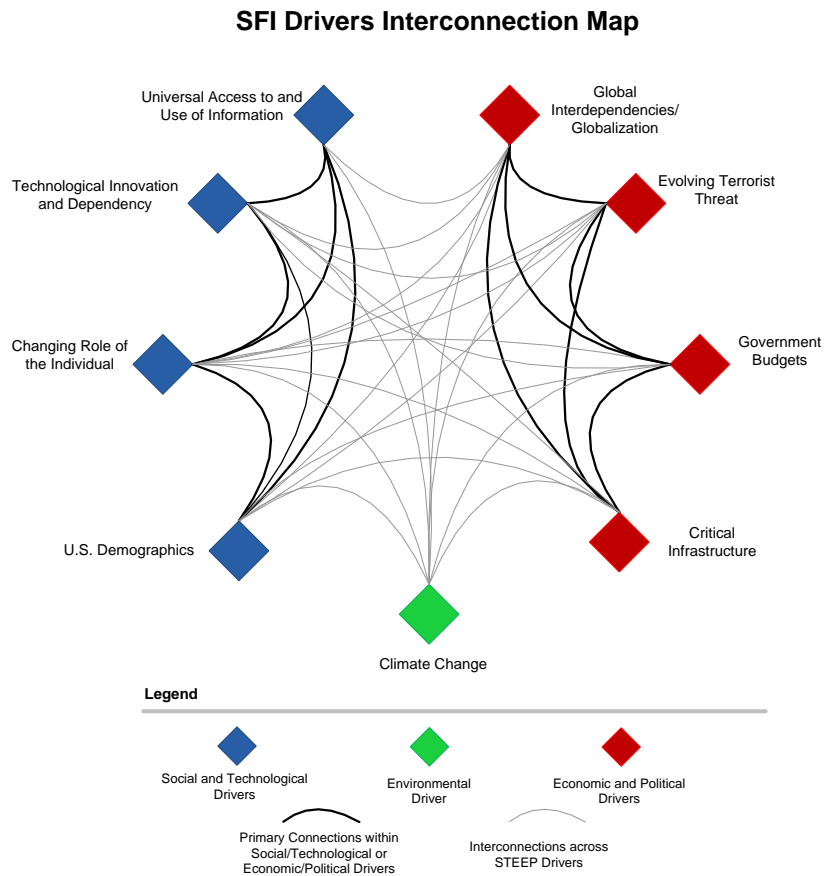 SFI Drivers Interconnection Map
Universal Access to and
Use of Information
Global
Interdependencies/
Globalization
Technological Innovation
and Dependency
Evolving Terrorist
Threat
Changing Role of
the Individual
Government
Budgets
U.S. Demographics
Critical
Infrastructure
Climate Change
Legend
Social and Technological
Drivers
Environmental
Driver
Economic and Political
Drivers
Primary Connections within
Social/Technological or
Economic/Political Drivers
Interconnections across
STEEP Drivers